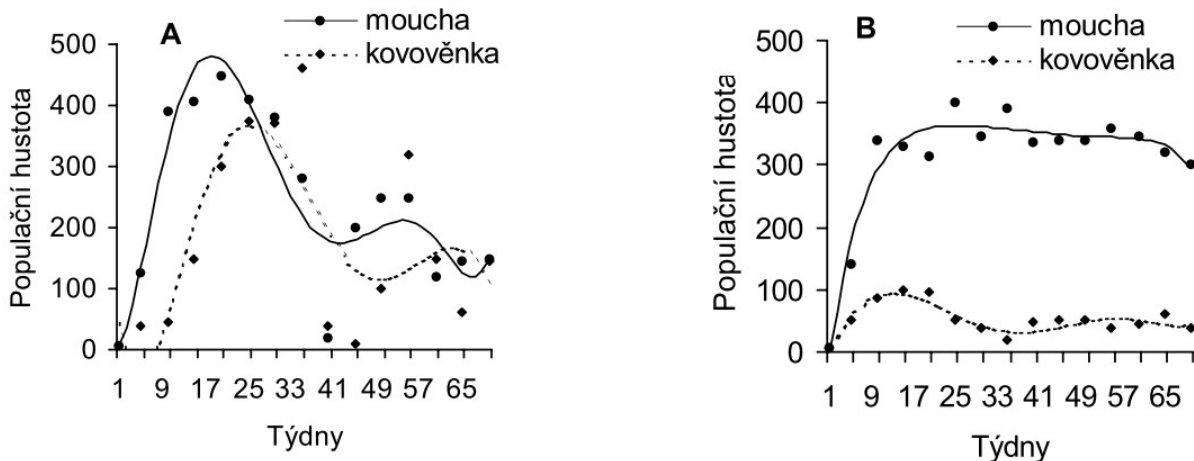 A
moucha
kovověnka
500
400
300
200
100
0
Populační hustota
1 9 17 25 33 41 49 57 65
Týdny
B
moucha
kovověnka
500
400
300
200
100
0
Populační hustota
1 9 17 25 33 41 49 57 65
Týdny